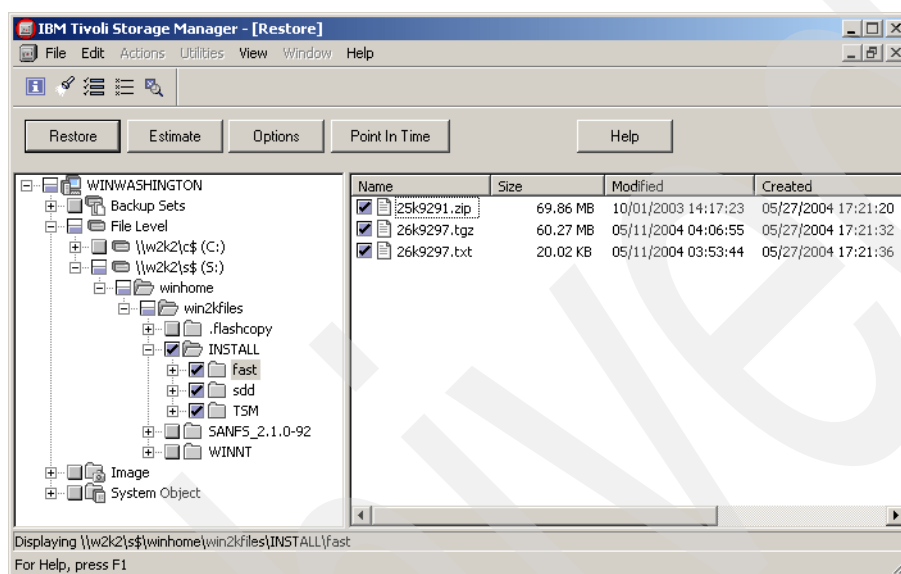 IBM Tivoli Storage Manager - [Restore]
File Edit Actions Utilities View Window Help
Restore Estimate Options Point In Time Help
WINWASHINGTON
Backup Sets
File Level
\\w2k2\c$ (C:)
\\w2k2\s$ (S:)
winhome
win2kfiles
.flashcopy
INSTALL
fast
sdd
TSM
SANFS_2.1.0-92
WINNT
Image
System Object
Name Size Modified Created
25k9291.zip 69.86 MB 10/01/2003 14:17:23 05/27/2004 17:21:20
26k9297.tgz 60.27 MB 05/11/2004 04:06:55 05/27/2004 17:21:32
26k9297.txt 20.02 KB 05/11/2004 03:53:44 05/27/2004 17:21:36
Displaying \\w2k2\s$\winhome\win2kfiles\INSTALL\fast
For Help, press F1